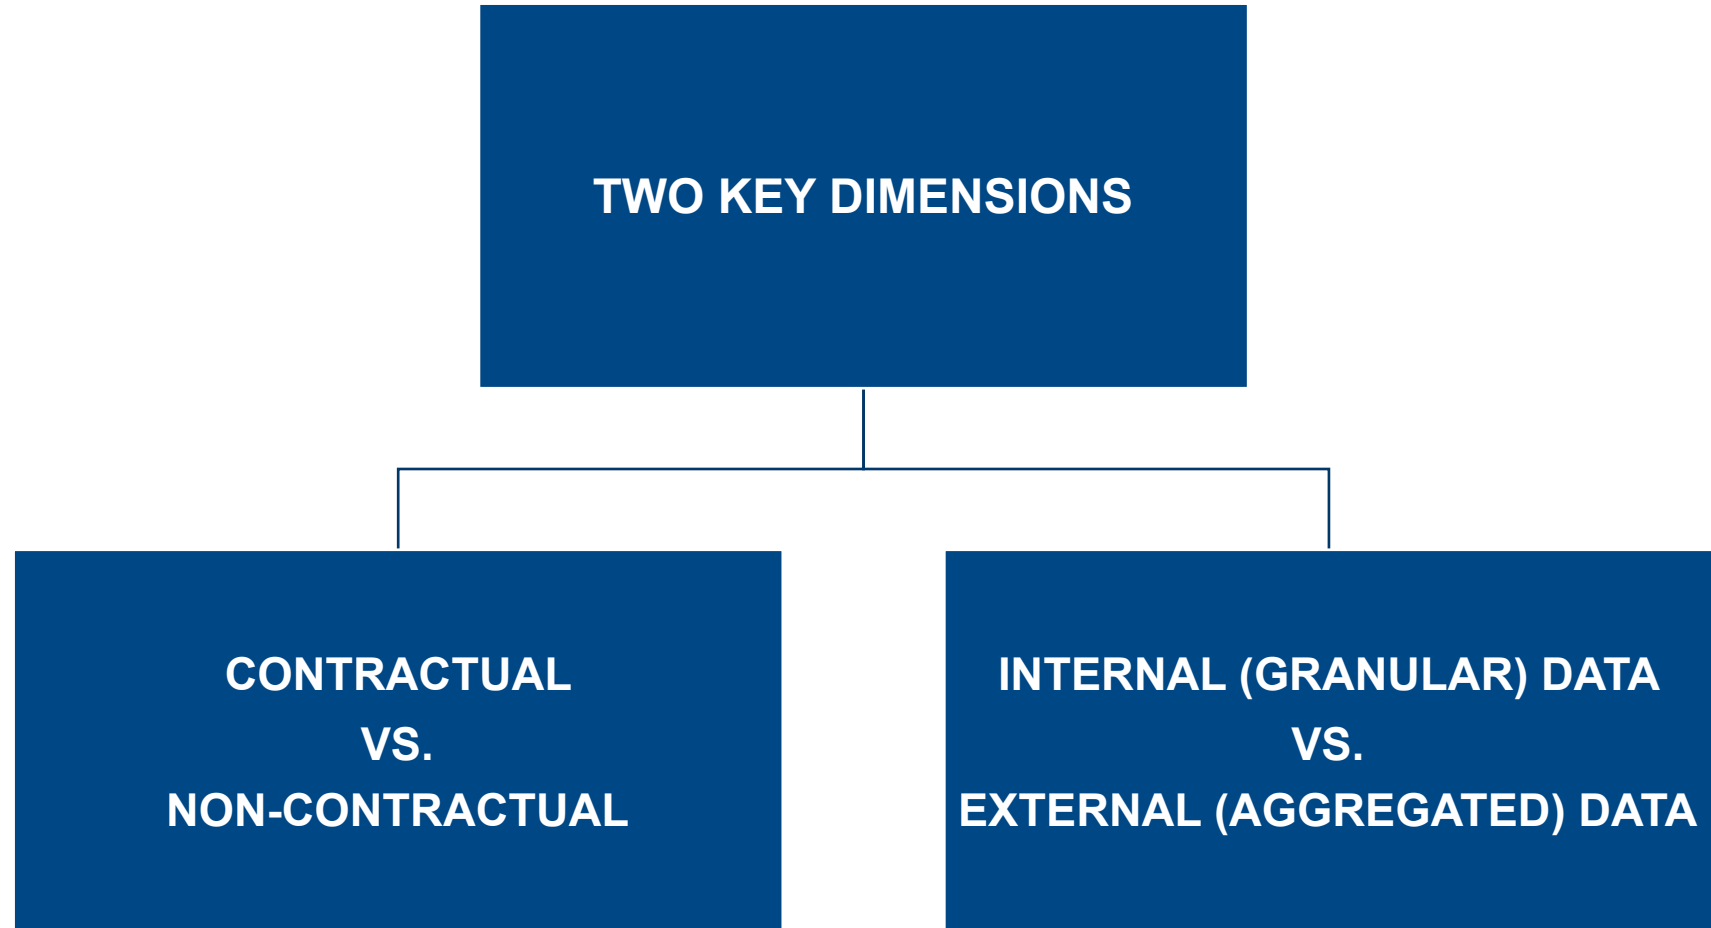 TWO KEY DIMENSIONS
CONTRACTUAL
VS.
NON-CONTRACTUAL
INTERNAL (GRANULAR) DATA
VS.
EXTERNAL (AGGREGATED) DATA